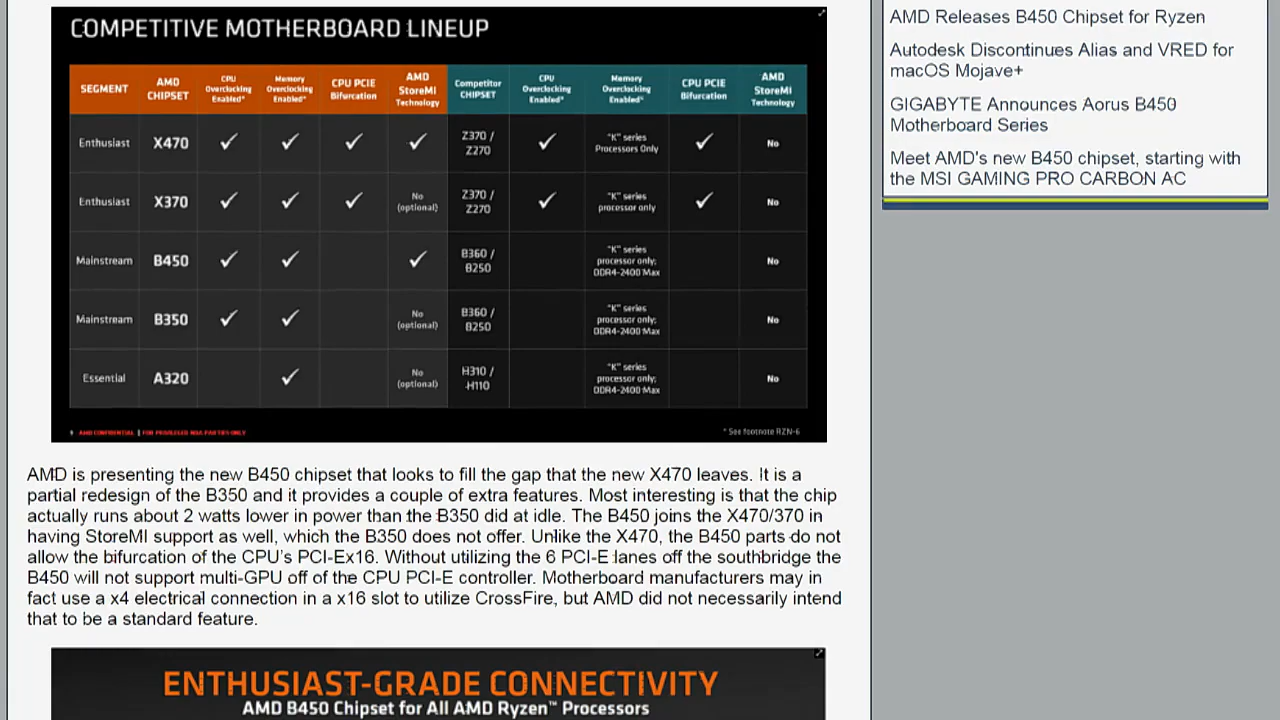 COMPETITIVE MOTHERBOARD LINEUP
SEGMENT AMD CHIPSET CPU Overclocking Enabled* Memory Overclocking Enabled* CPU PCIE Bifurcation AMD StoreMI Technology Competitor CHIPSET CPU Overclocking Enabled* Memory Overclocking Enabled* CPU PCIE Bifurcation AMD StoreMI Technology
Enthusiast X470 ✓ ✓ ✓ ✓ Z370 / Z270 ✓ "K" series Processors Only ✓ No
Enthusiast X370 ✓ ✓ ✓ No (optional) Z370 / Z270 ✓ "K" series processor only ✓ No
Mainstream B450 ✓ ✓ ✓ B360 / B250 "K" series processor only; DDR4-2400 Max No
Mainstream B350 ✓ ✓ No (optional) B360 / B250 "K" series processor only; DDR4-2400 Max No
Essential A320 ✓ No (optional) H310 / H110 "K" series processor only; DDR4-2400 Max No
9 AMD CONFIDENTIAL | FOR PRIVILEGED NDA PARTIES ONLY
* See footnote RZN-6
AMD is presenting the new B450 chipset that looks to fill the gap that the new X470 leaves. It is a
partial redesign of the B350 and it provides a couple of extra features. Most interesting is that the chip
actually runs about 2 watts lower in power than the B350 did at idle. The B450 joins the X470/370 in
having StoreMI support as well, which the B350 does not offer. Unlike the X470, the B450 parts do not
allow the bifurcation of the CPU's PCI-Ex16. Without utilizing the 6 PCI-E lanes off the southbridge the
B450 will not support multi-GPU off of the CPU PCI-E controller. Motherboard manufacturers may in
fact use a x4 electrical connection in a x16 slot to utilize CrossFire, but AMD did not necessarily intend
that to be a standard feature.
ENTHUSIAST-GRADE CONNECTIVITY
AMD B450 Chipset for All AMD Ryzen™ Processors
AMD Releases B450 Chipset for Ryzen
Autodesk Discontinues Alias and VRED for
macOS Mojave+
GIGABYTE Announces Aorus B450
Motherboard Series
Meet AMD's new B450 chipset, starting with
the MSI GAMING PRO CARBON AC